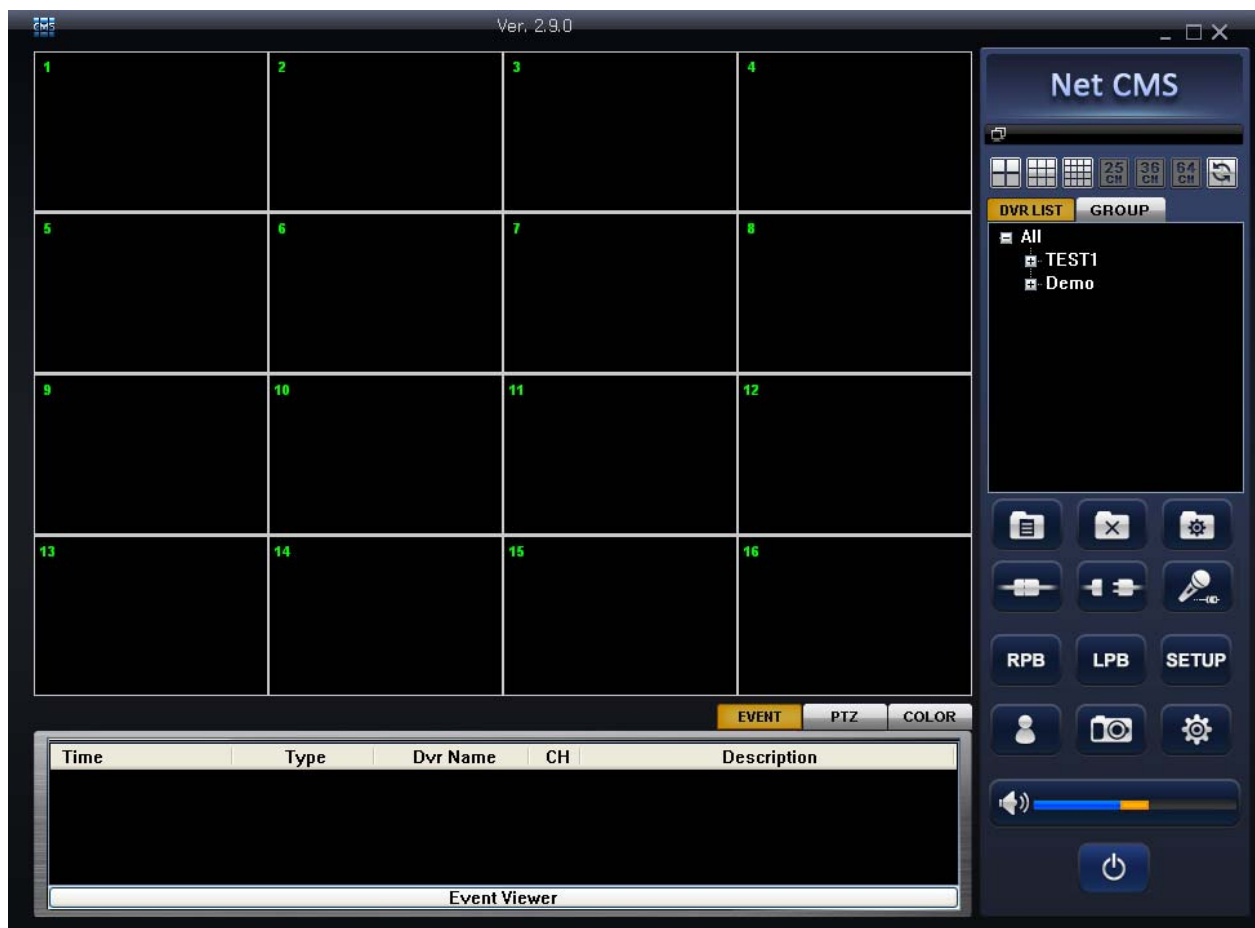 CMS
Ver. 2.9.0
1 2 3 4
5 6 7 8
9 10 11 12
13 14 15 16
Net CMS
25 CH 36 CH 64 CH
DVR LIST GROUP
All
TEST1
Demo
RPB LPB SETUP
EVENT PTZ COLOR
Time Type Dvr Name CH Description
Event Viewer